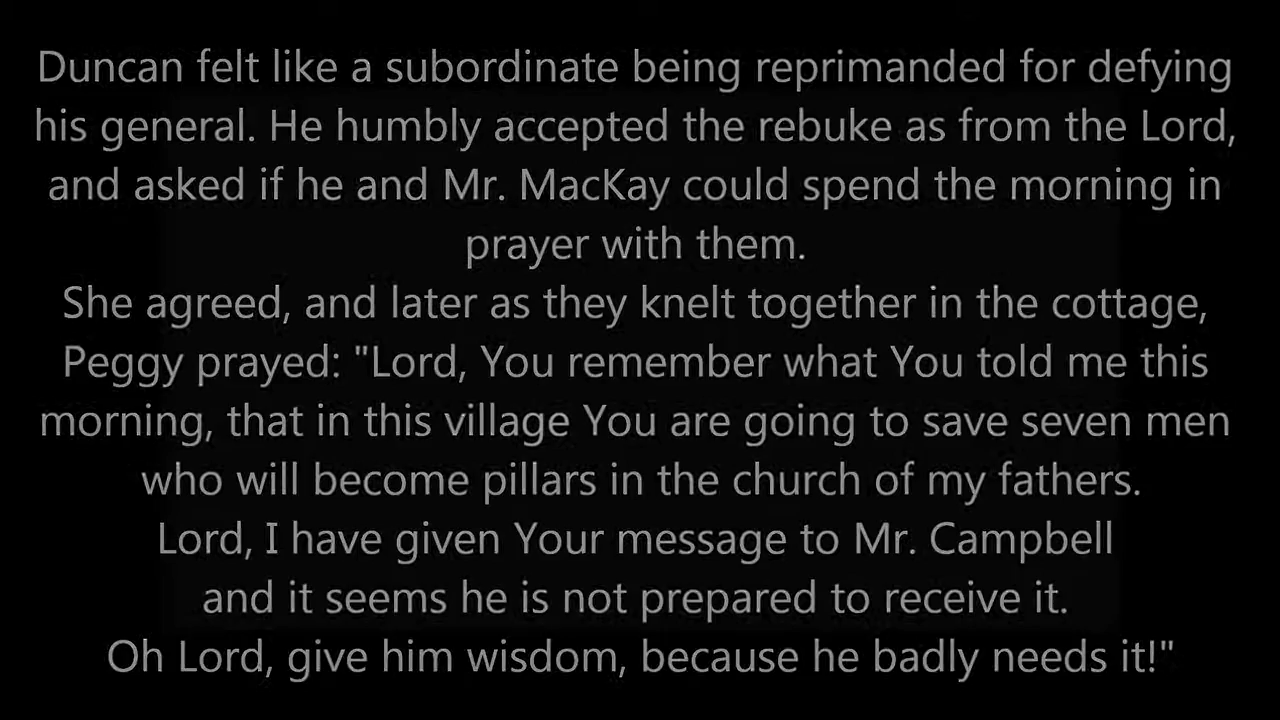 Duncan felt like a subordinate being reprimanded for defying
his general. He humbly accepted the rebuke as from the Lord,
and asked if he and Mr. MacKay could spend the morning in
prayer with them.
She agreed, and later as they knelt together in the cottage,
Peggy prayed: "Lord, You remember what You told me this
morning, that in this village You are going to save seven men
who will become pillars in the church of my fathers.
Lord, I have given Your message to Mr. Campbell
and it seems he is not prepared to receive it.
Oh Lord, give him wisdom, because he badly needs it!"